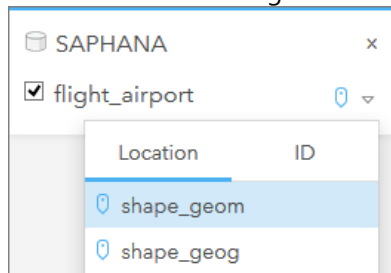 SAPHANA ×
flight_airport
Location ID
shape_geom
shape_geog